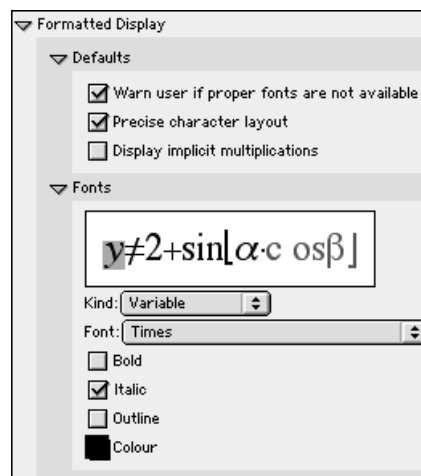 Formatted Display
Defaults
Warn user if proper fonts are not available
Precise character layout
Display implicit multiplications
Fonts
y≠2+sin⌊α·c osβ⌋
Kind: Variable
Font: Times
Bold
Italic
Outline
Colour